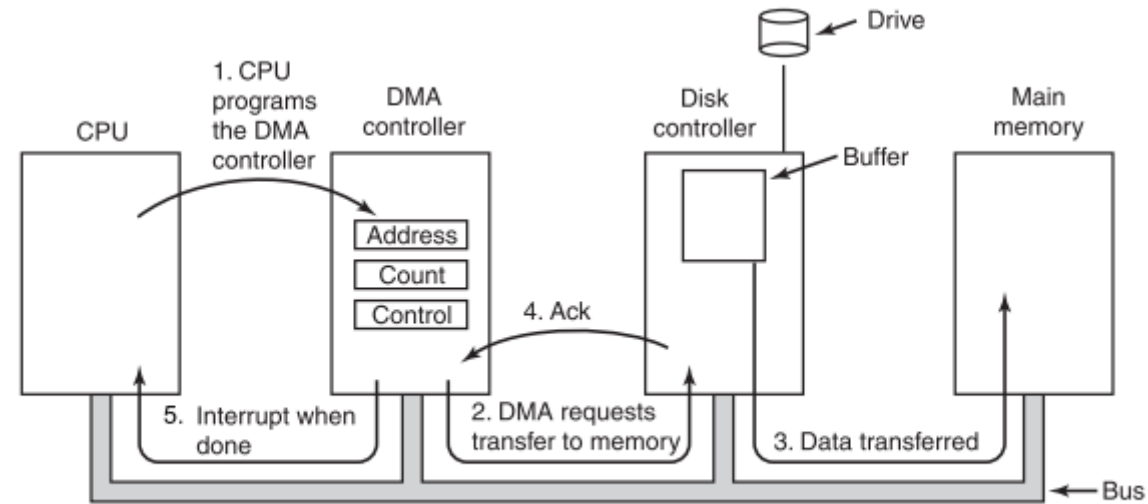 Drive
1. CPU
programs
the DMA
controller
CPU
DMA
controller
Disk
controller
Main
memory
Buffer
Address
Count
Control
4. Ack
5. Interrupt when
done
2. DMA requests
transfer to memory
3. Data transferred
Bus